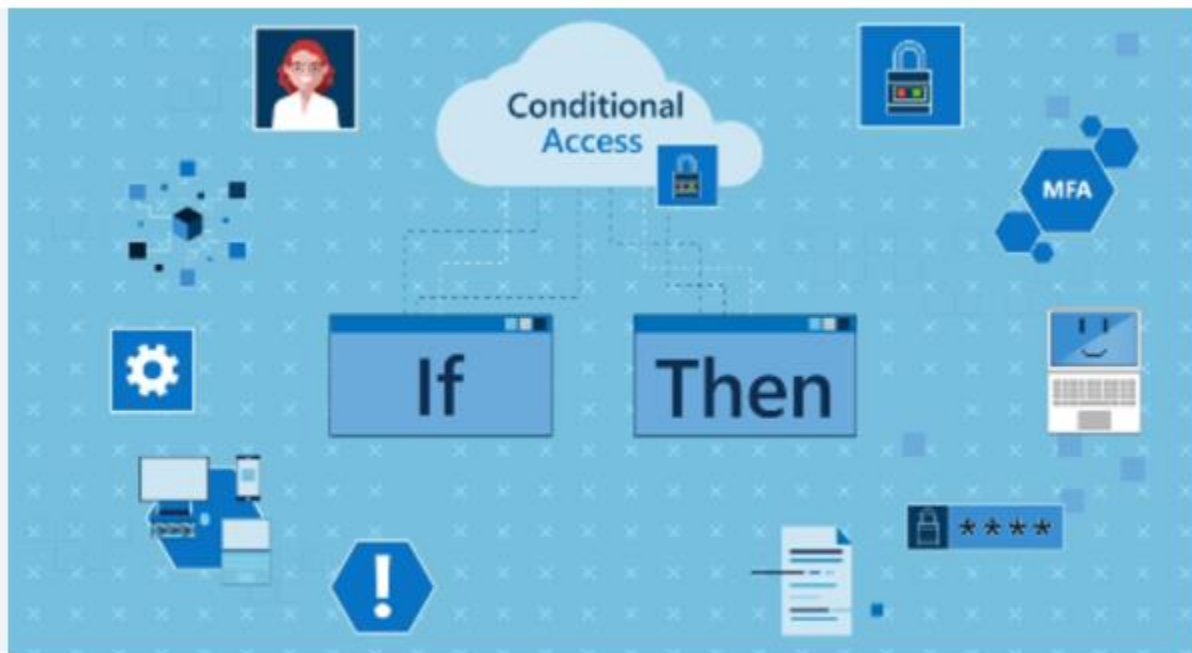 Conditional
Access
MFA
If
Then
****